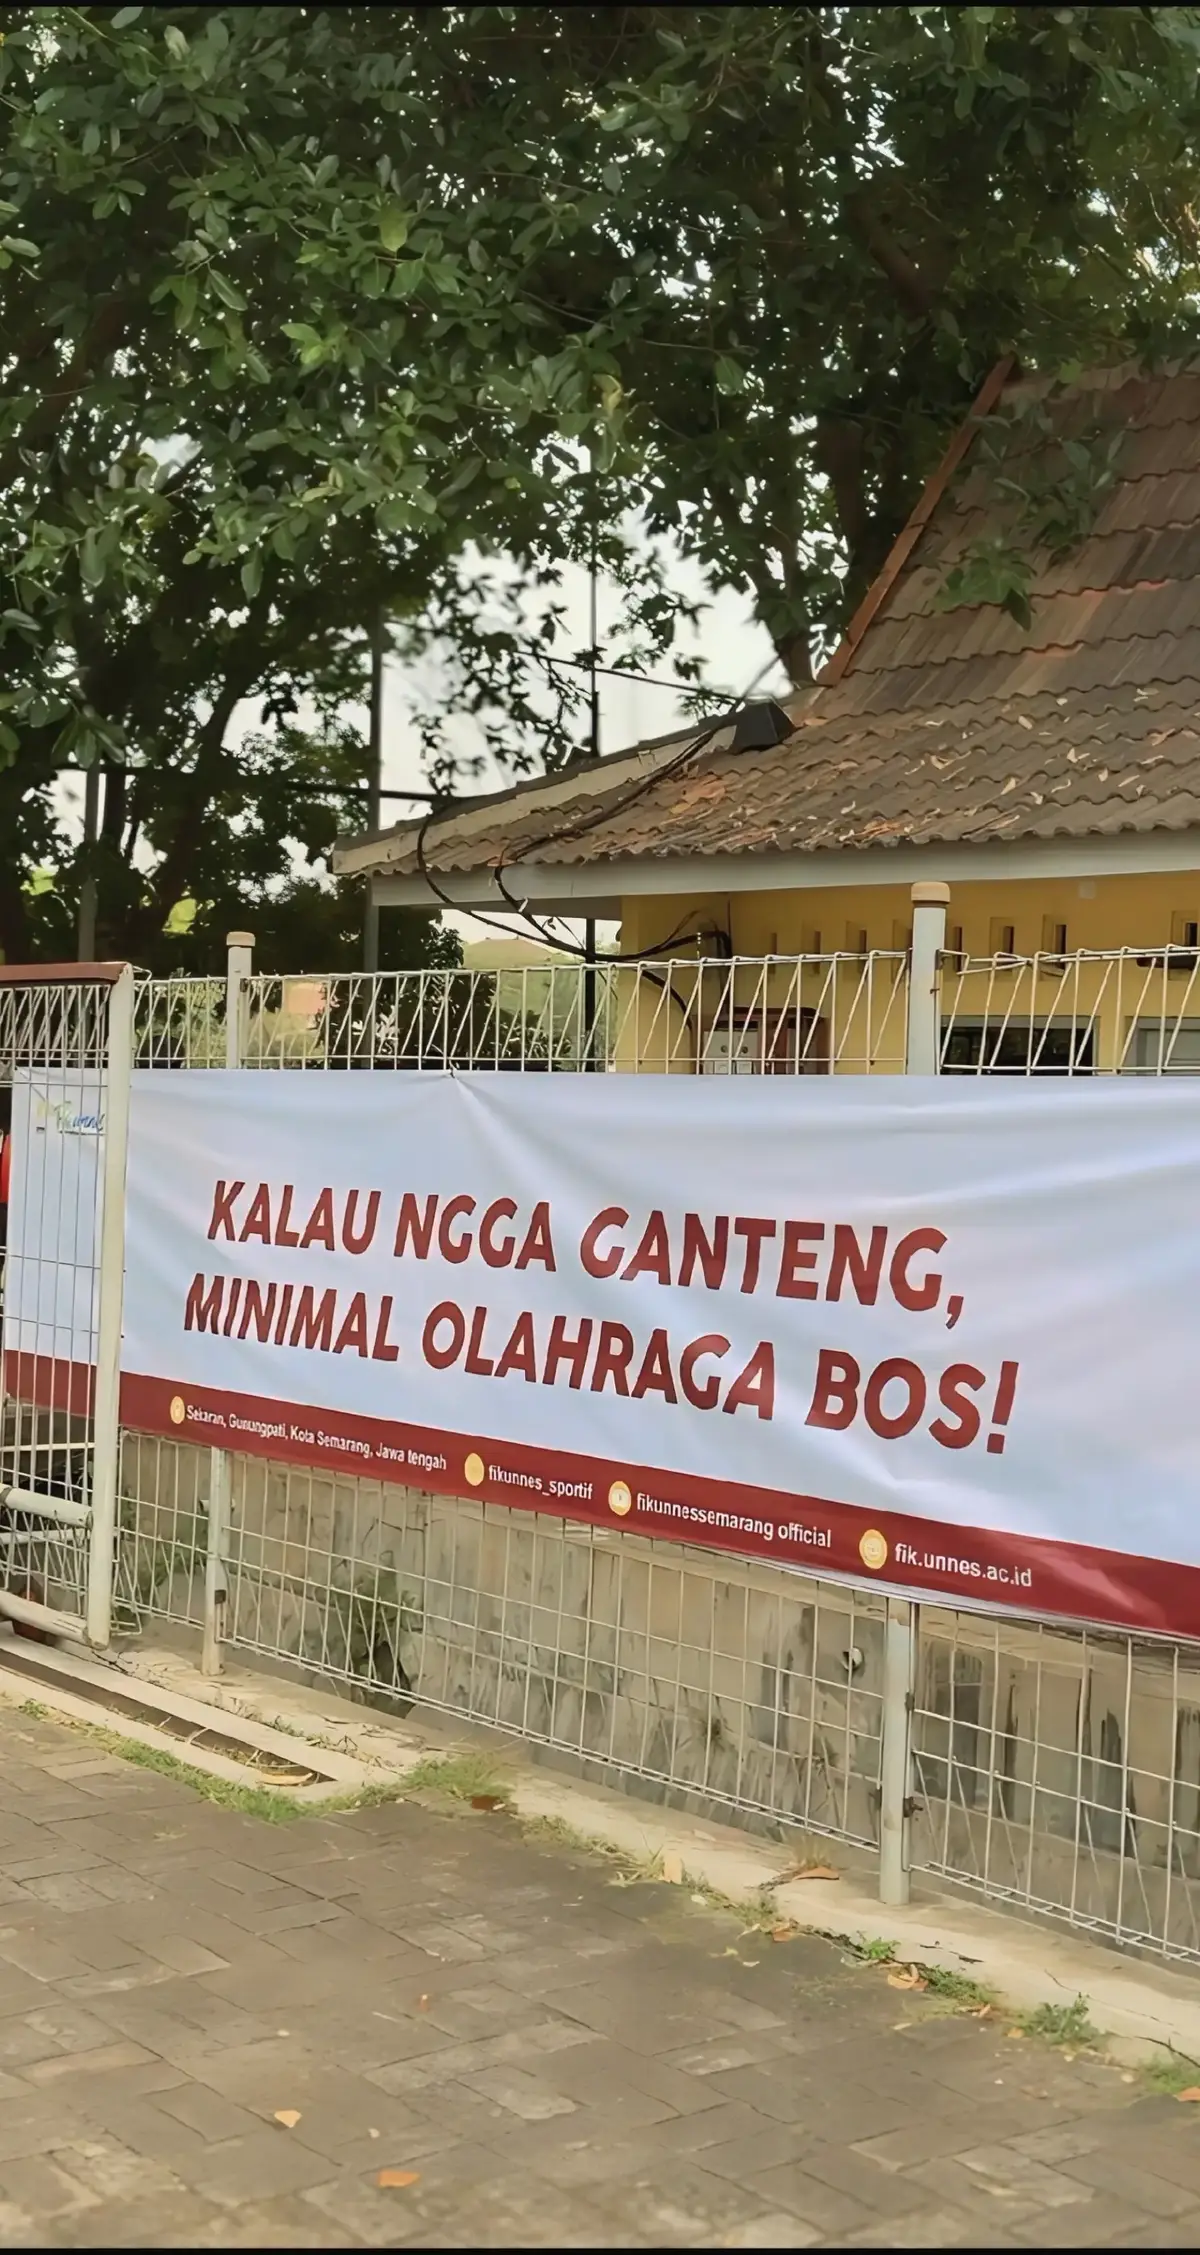 KALAU NGGA GANTENG,
MINIMAL OLAHRAGA BOS!
Sekaran, Gunungpati, Kota Semarang, Jawa tengah
fikunnes_sportif
fikunnessemarang official
fik.unnes.ac.id